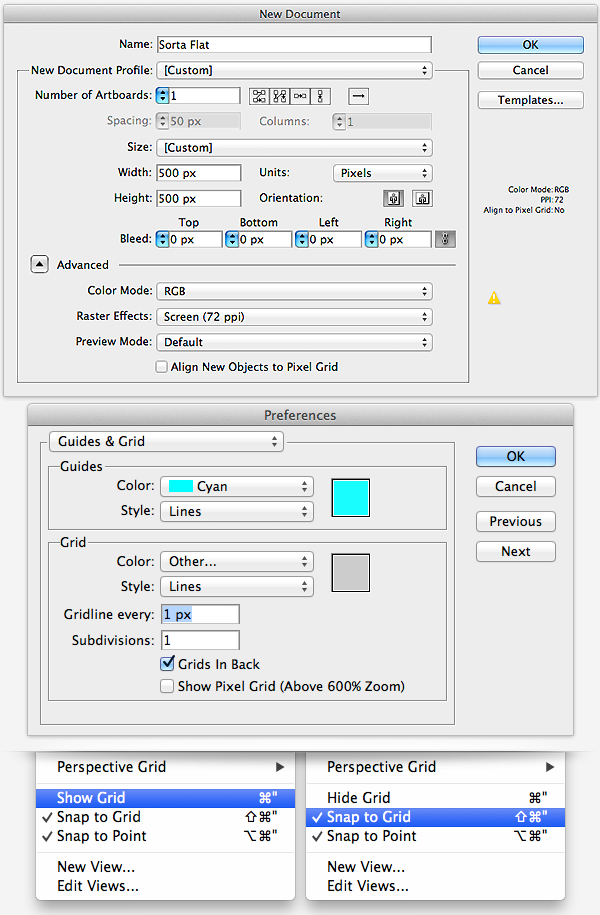 New Document
Name: Sorta Flat
OK
New Document Profile: [Custom]
Cancel
Number of Artboards: 1
Templates...
Spacing: 50 px Columns: 1
Size: [Custom]
Width: 500 px Units: Pixels
Height: 500 px Orientation:
Color Mode: RGB
PPI: 72
Align to Pixel Grid: No
Top Bottom Left Right
Bleed: 0 px 0 px 0 px 0 px
Advanced
Color Mode: RGB
Raster Effects: Screen (72 ppi)
Preview Mode: Default
Align New Objects to Pixel Grid
Preferences
Guides & Grid
OK
Guides
Color: Cyan
Cancel
Style: Lines
Previous
Grid
Next
Color: Other...
Style: Lines
Gridline every: 1 px
Subdivisions: 1
Grids In Back
Show Pixel Grid (Above 600% Zoom)
Perspective Grid
Show Grid ⌘"
Snap to Grid ⇧⌘"
Snap to Point ⌥⌘"
New View...
Edit Views...
Perspective Grid
Hide Grid ⌘"
Snap to Grid ⇧⌘"
Snap to Point ⌥⌘"
New View...
Edit Views...